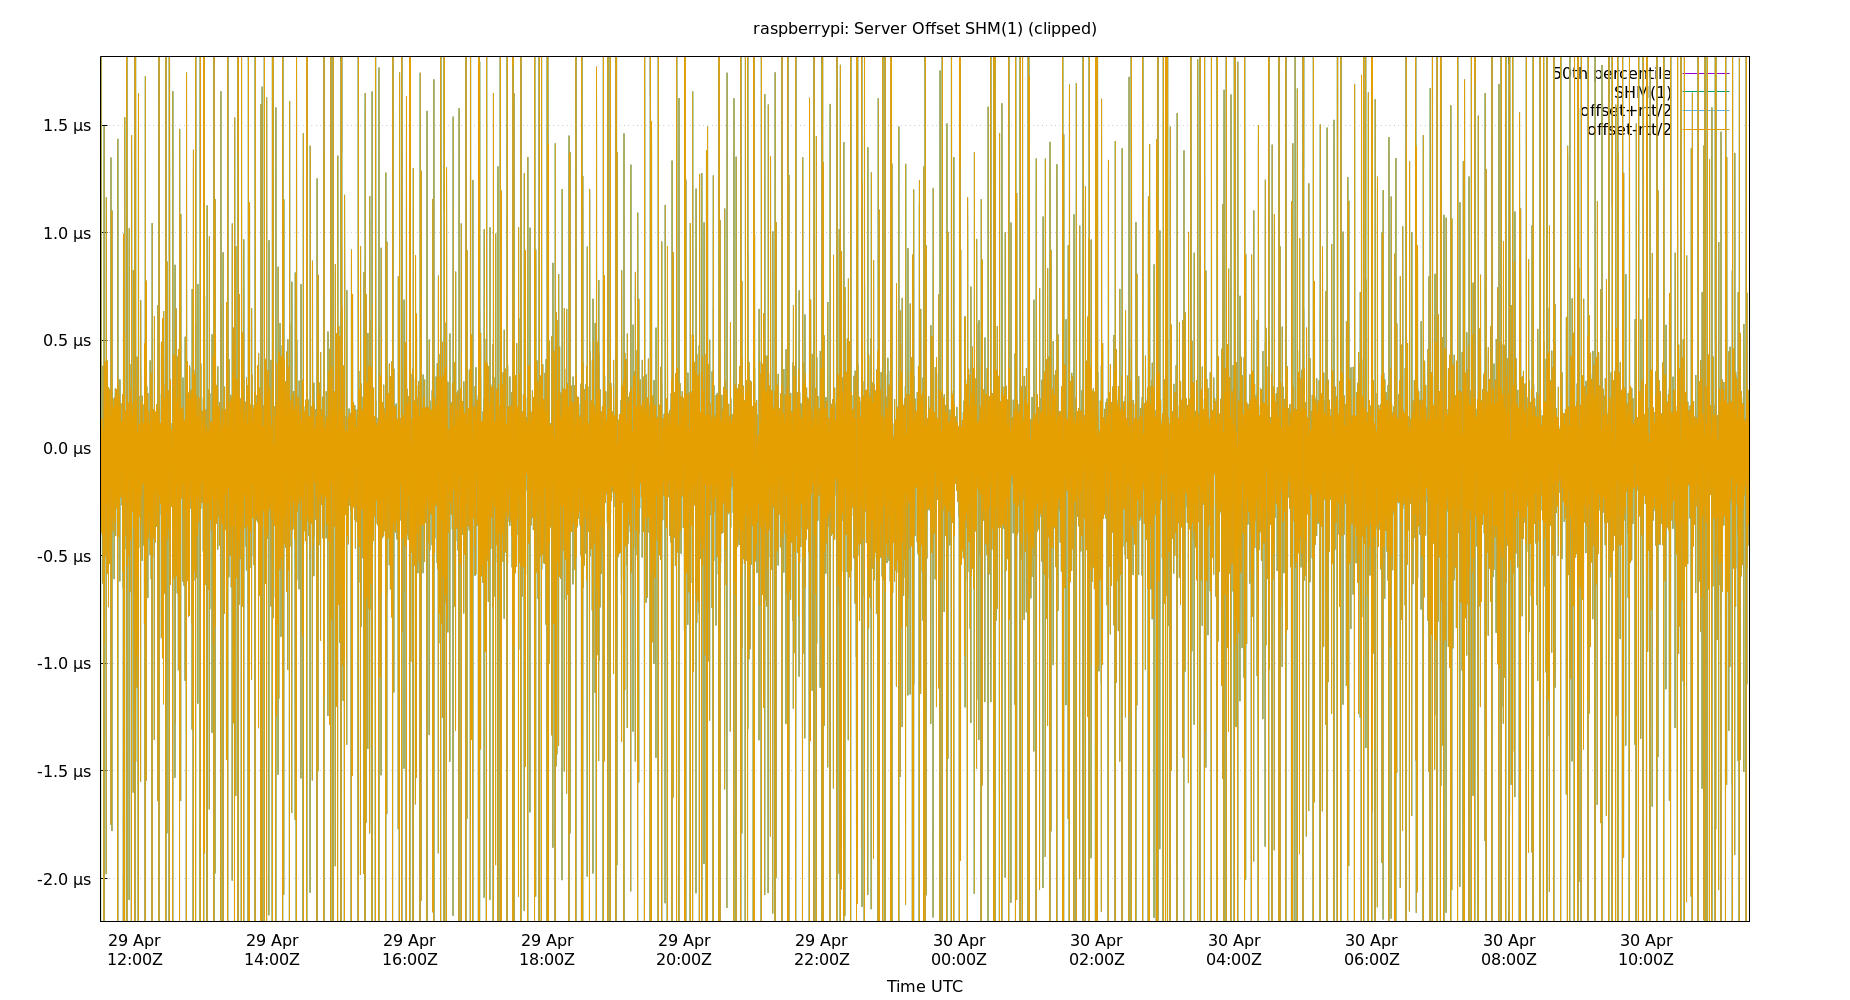 raspberrypi: Server Offset SHM(1) (clipped)
50th percentile
SHM(1)
offset+rtt/2
offset-rtt/2
1.5 µs
1.0 µs
0.5 µs
0.0 µs
-0.5 µs
-1.0 µs
-1.5 µs
-2.0 µs
29 Apr 29 Apr 29 Apr 29 Apr 29 Apr 29 Apr 30 Apr 30 Apr 30 Apr 30 Apr 30 Apr 30 Apr
12:00Z 14:00Z 16:00Z 18:00Z 20:00Z 22:00Z 00:00Z 02:00Z 04:00Z 06:00Z 08:00Z 10:00Z
Time UTC